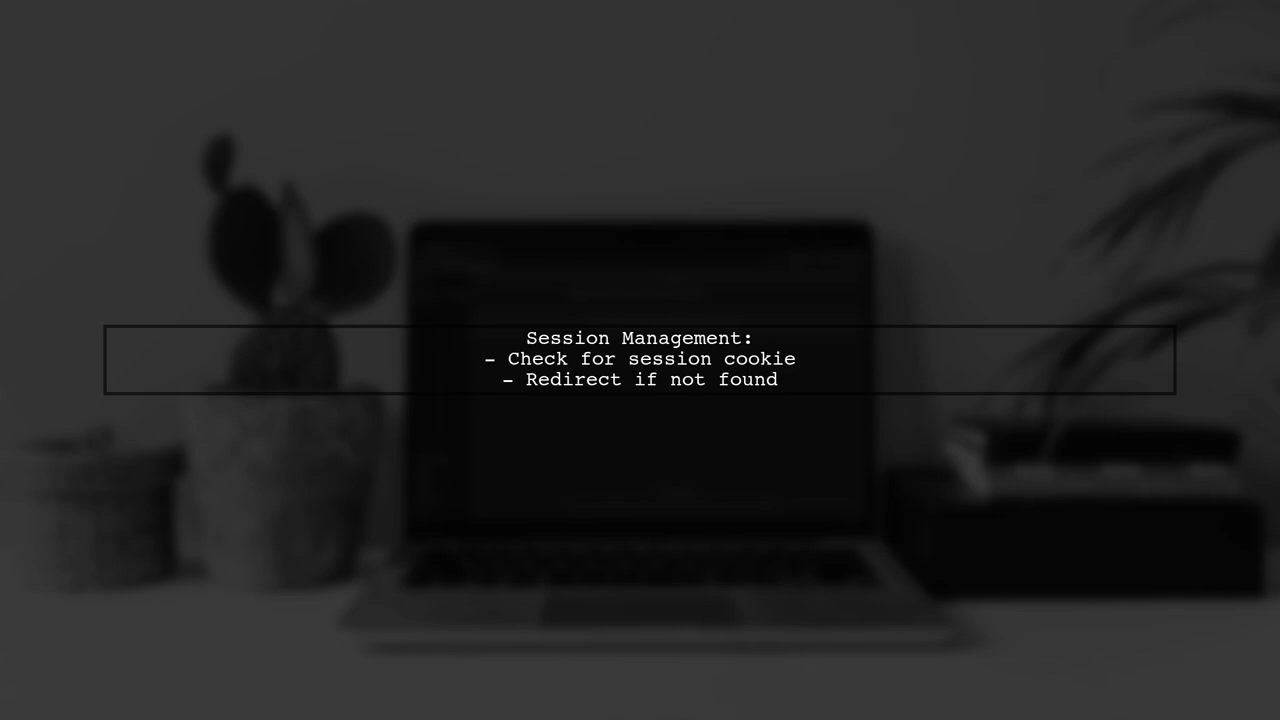 Session Management:
- Check for session cookie
- Redirect if not found